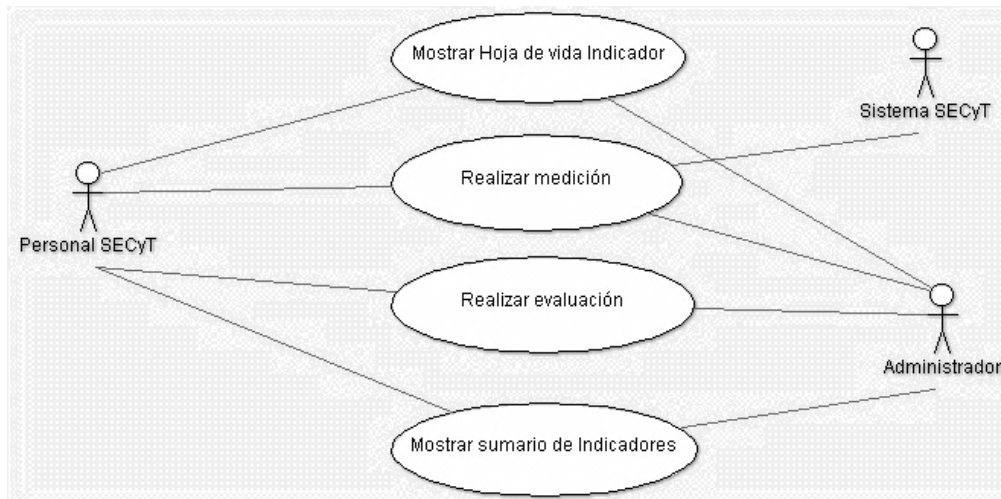 Mostrar Hoja de vida Indicador
Sistema SECyT
Realizar medición
Personal SECyT
Realizar evaluación
Administrador
Mostrar sumario de Indicadores